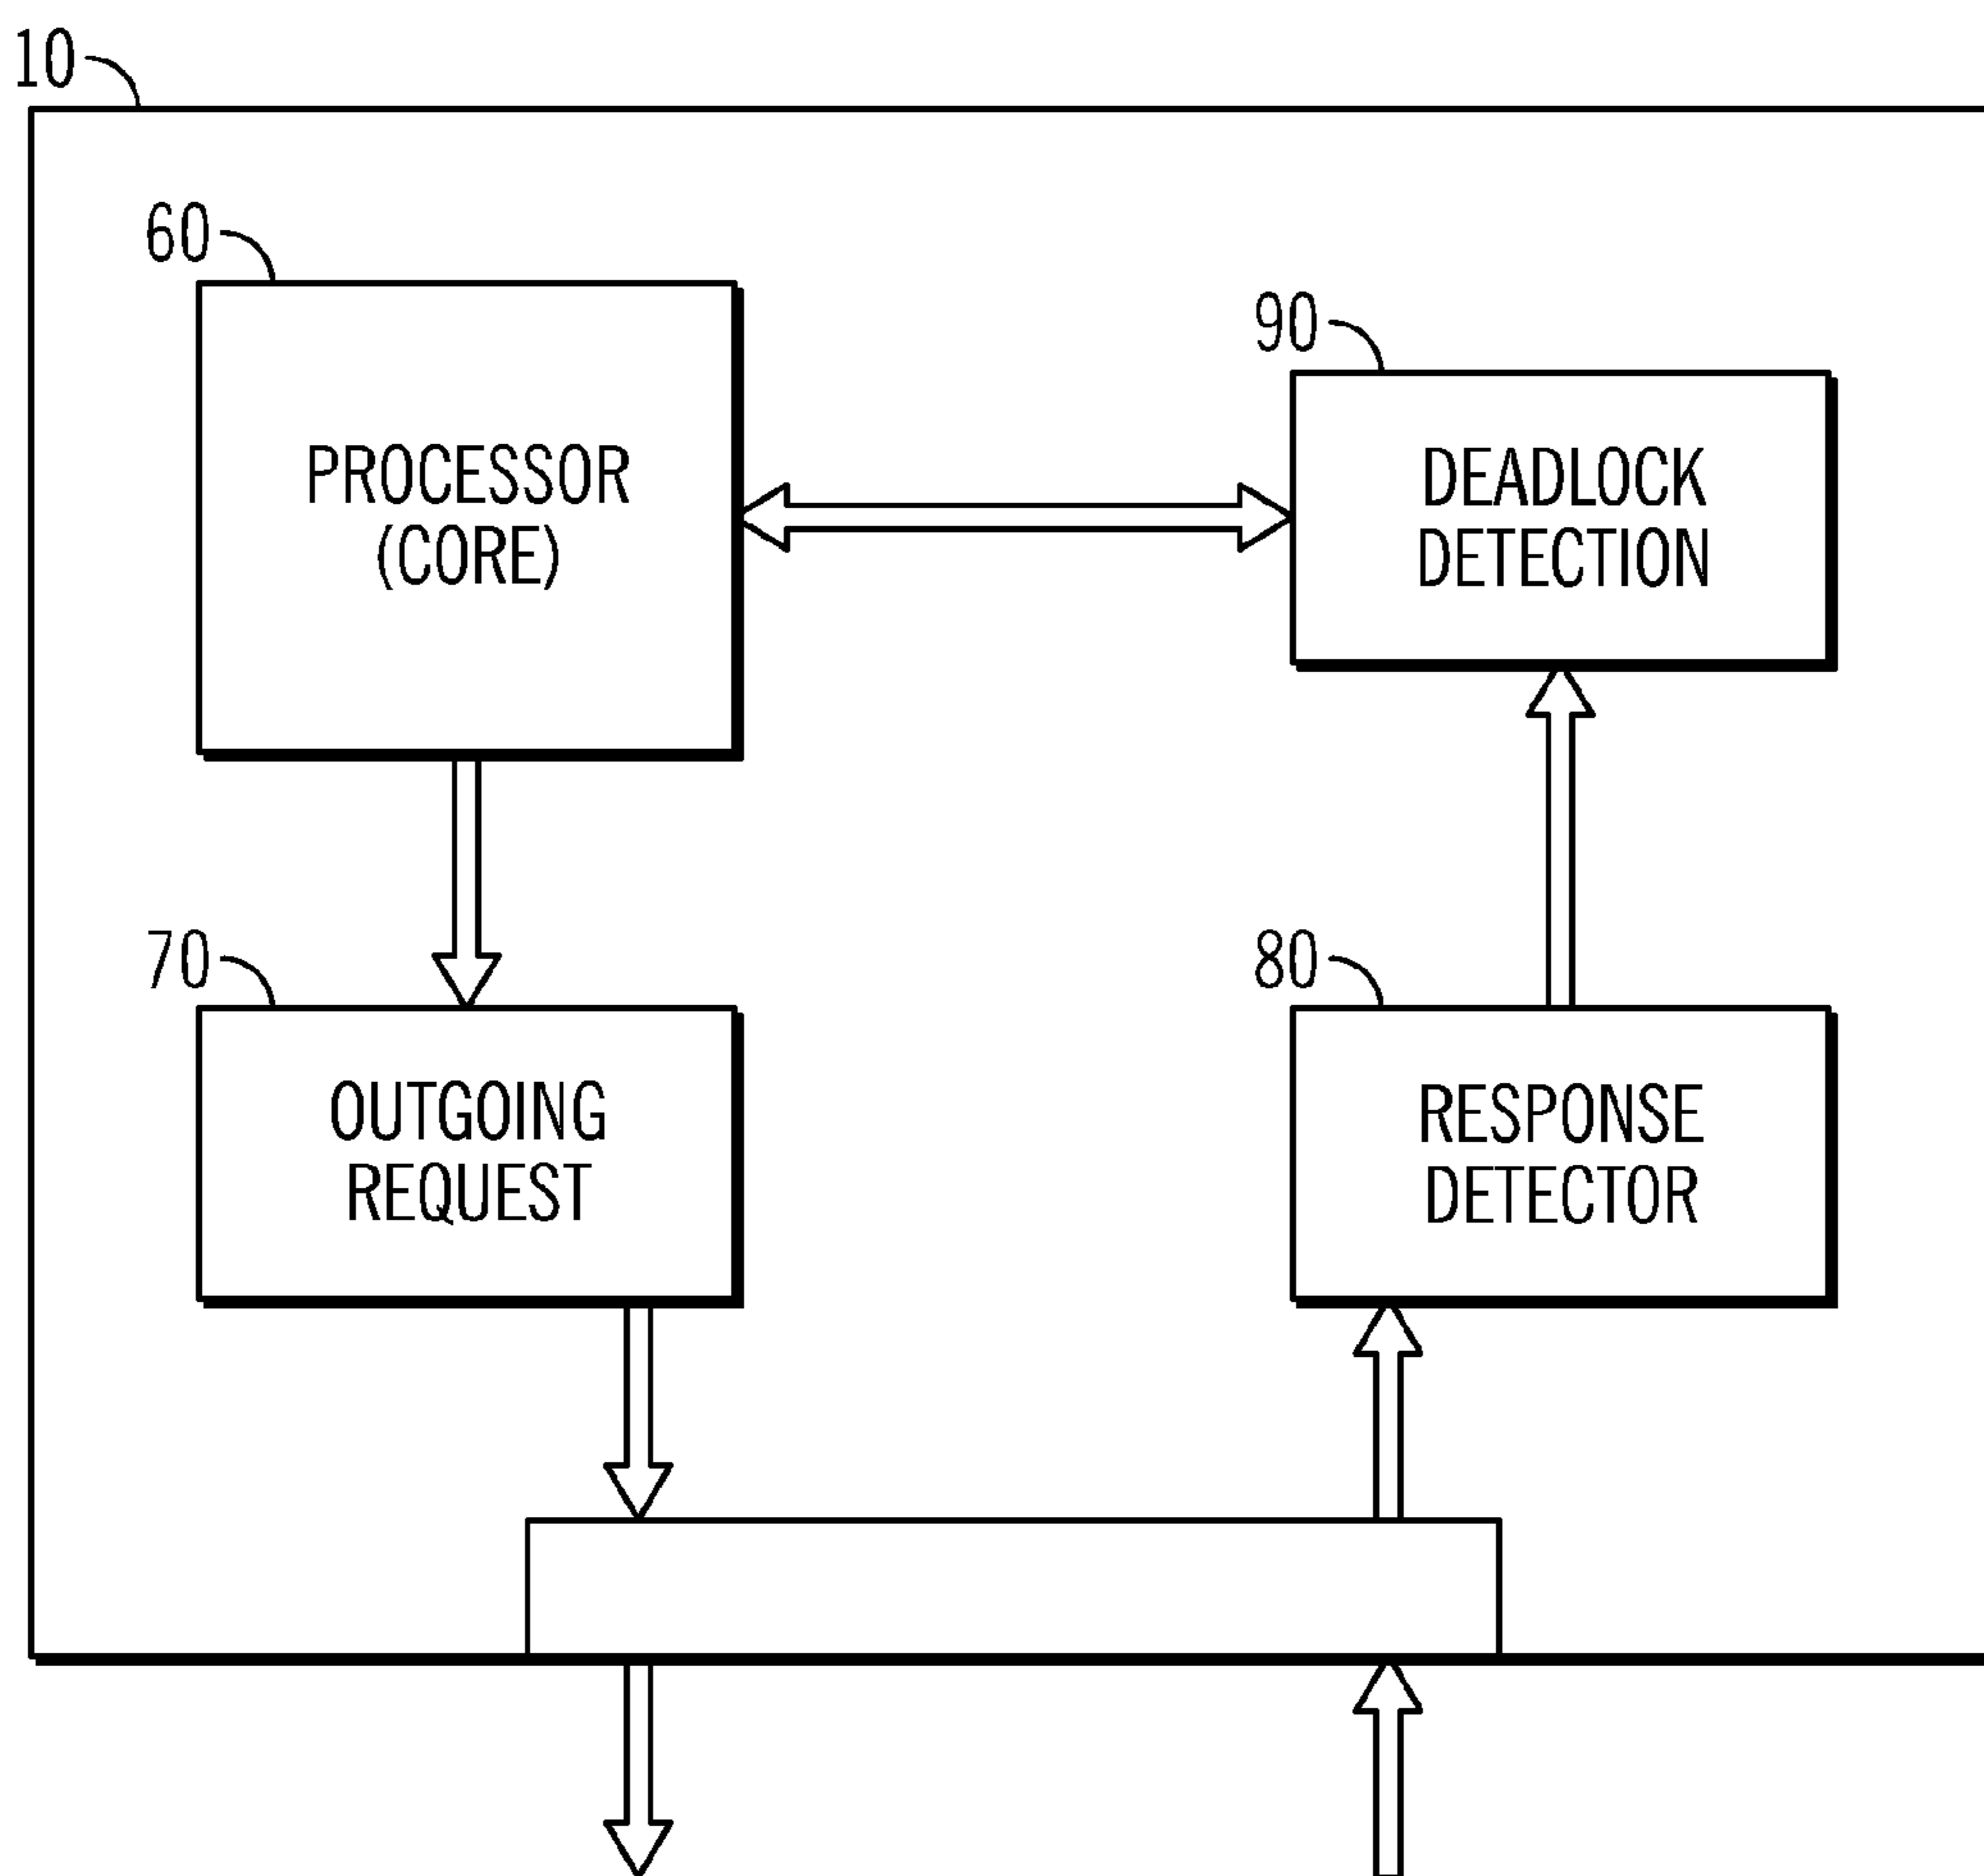 10
60
PROCESSOR
(CORE)
90
DEADLOCK
DETECTION
70
OUTGOING
REQUEST
80
RESPONSE
DETECTOR